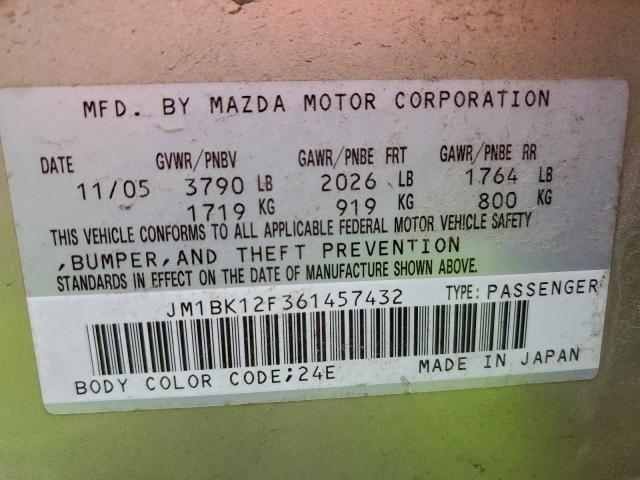 MFD. BY MAZDA MOTOR CORPORATION
DATE GVWR/PNBV GAWR/PNBE FRT GAWR/PNBE RR
11/05 3790 LB 2026 LB 1764 LB
1719 KG 919 KG 800 KG
THIS VEHICLE CONFORMS TO ALL APPLICABLE FEDERAL MOTOR VEHICLE SAFETY
,BUMPER,AND THEFT PREVENTION
STANDARDS IN EFFECT ON THE DATE OF MANUFACTURE SHOWN ABOVE.
JM1BK12F361457432 TYPE: PASSENGER
BODY COLOR CODE;24E MADE IN JAPAN